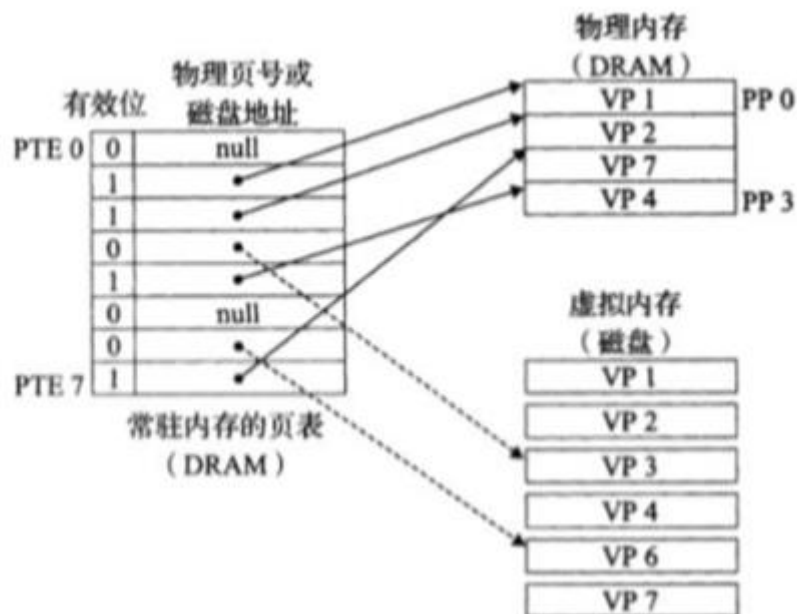 物理内存
（DRAM）
物理页号或
磁盘地址
有效位
VP 1 PP 0
PTE 0 0 null
VP 2
1
VP 7
1
VP 4 PP 3
0
1
虚拟内存
（磁盘）
0 null
0
VP 1
PTE 7 1
VP 2
常驻内存的页表
（DRAM）
VP 3
VP 4
VP 6
VP 7